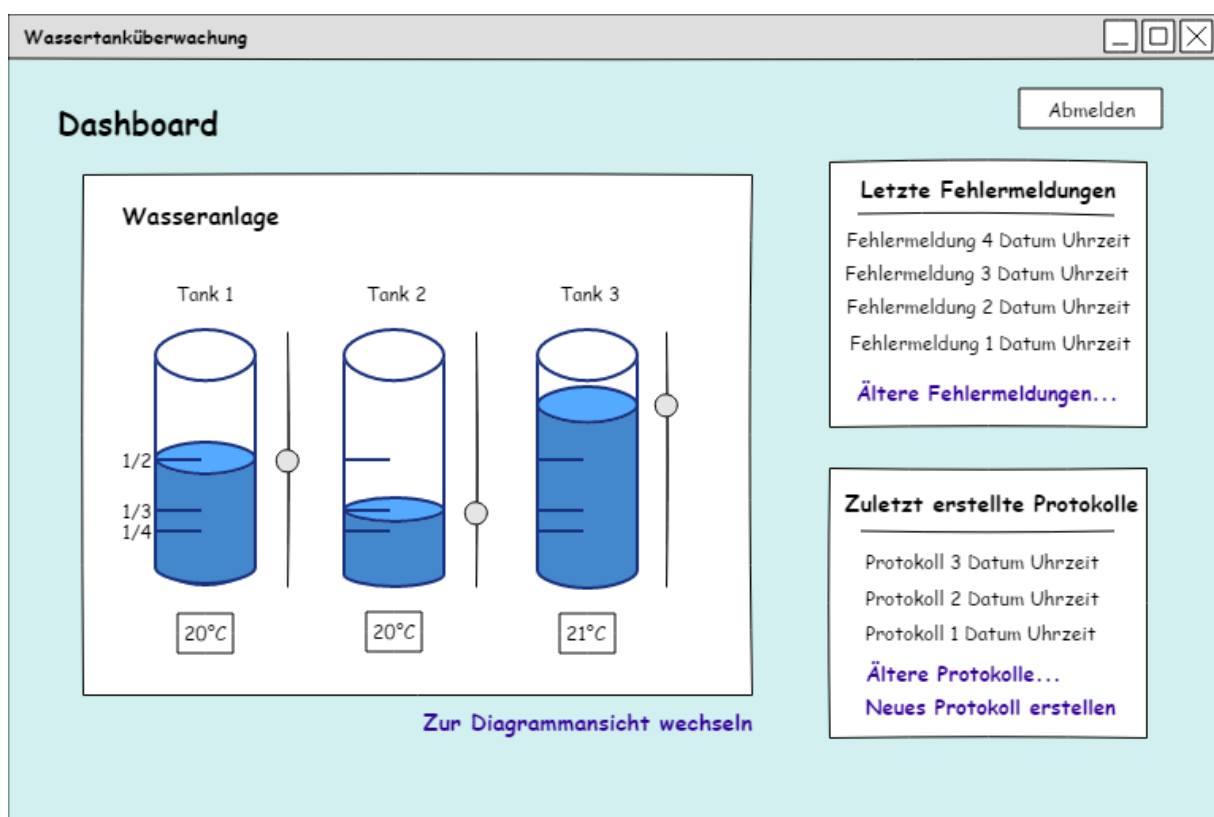 Wassertanküberwachung
Abmelden
Dashboard
Wasseranlage
Tank 1 Tank 2 Tank 3
1/2
1/3
1/4
20°C 20°C 21°C
Zur Diagrammansicht wechseln
Letzte Fehlermeldungen
Fehlermeldung 4 Datum Uhrzeit
Fehlermeldung 3 Datum Uhrzeit
Fehlermeldung 2 Datum Uhrzeit
Fehlermeldung 1 Datum Uhrzeit
Ältere Fehlermeldungen...
Zuletzt erstellte Protokolle
Protokoll 3 Datum Uhrzeit
Protokoll 2 Datum Uhrzeit
Protokoll 1 Datum Uhrzeit
Ältere Protokolle...
Neues Protokoll erstellen